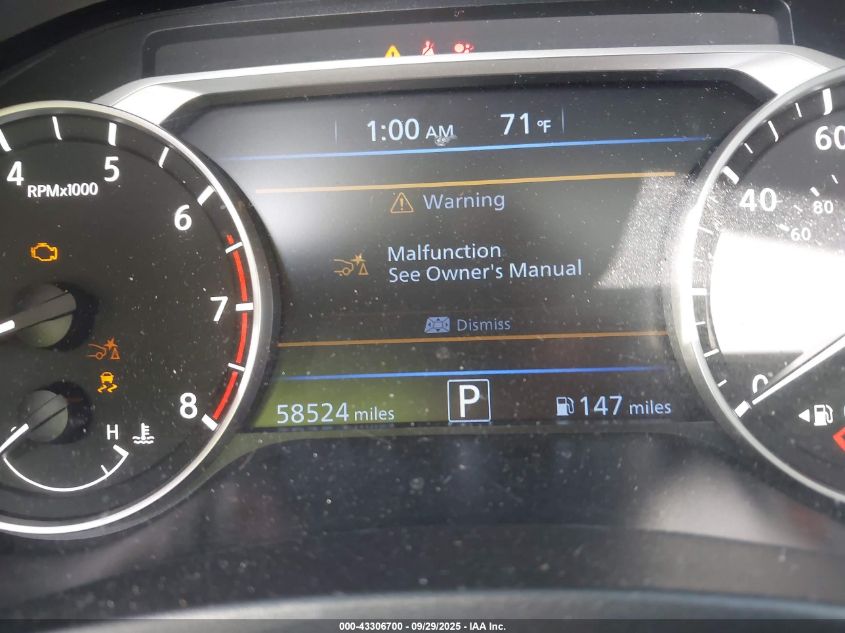 1:00 AM 71°F
Warning
Malfunction
See Owner's Manual
Dismiss
58524 miles P 147 miles
4 5 6 7 8
RPMx1000
H
0 40 60
60 80
000-43306700 - 09/29/2025 - IAA Inc.